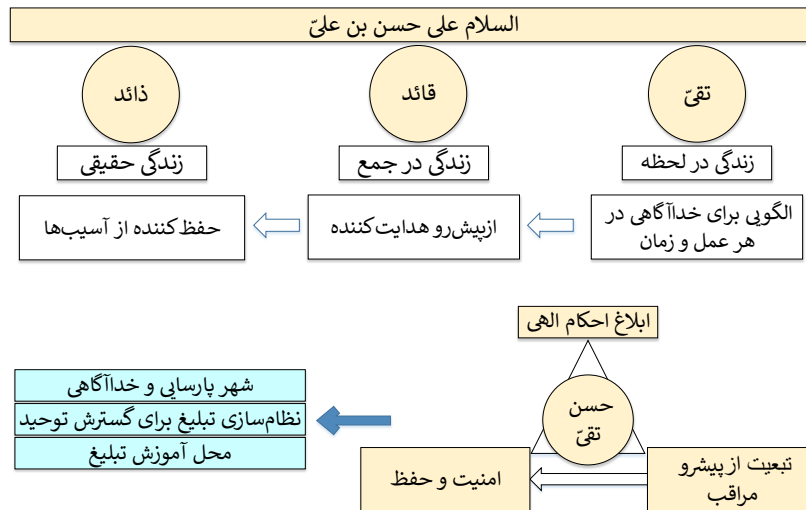 السلام علی حسن بن علیّ
تقیّ
قائد
ذائد
زندگی در لحظه
زندگی در جمع
زندگی حقیقی
الگویی برای خداآگاهی در
هر عمل و زمان
ازپیش‌رو هدایت‌کننده
حفظ‌کننده از آسیب‌ها
ابلاغ احکام الهی
حسن
تقیّ
تبعیت از پیشرو
مراقب
امنیت و حفظ
شهر پارسایی و خداآگاهی
نظام‌سازی تبلیغ برای گسترش توحید
محل آموزش تبلیغ